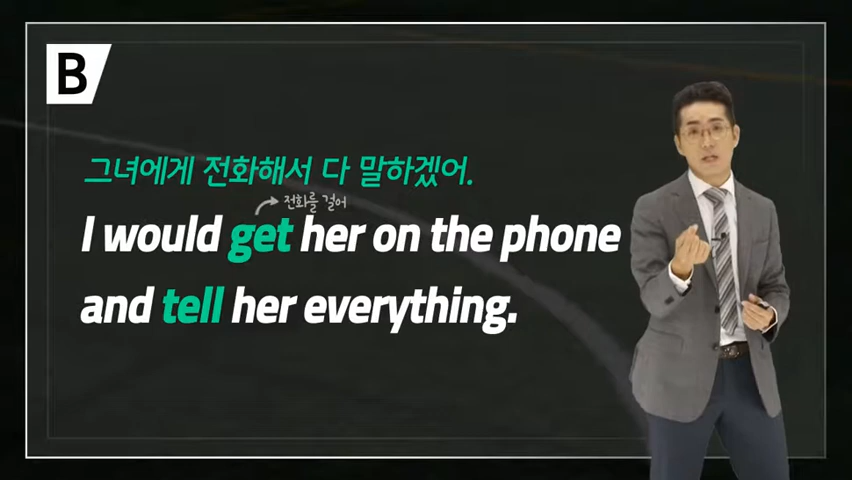 B
그녀에게 전화해서 다 말하겠어.
전화를 걸어
I would get her on the phone
and tell her everything.